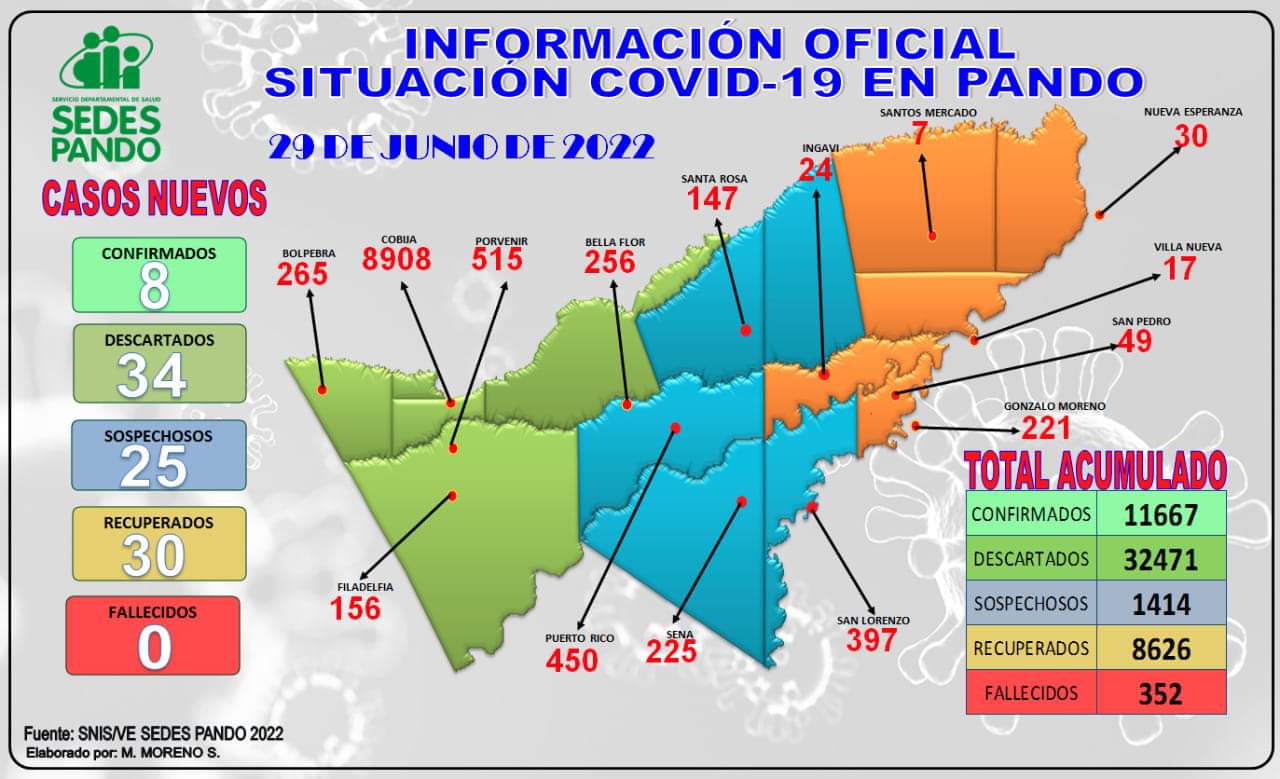 INFORMACIÓN OFICIAL
SITUACIÓN COVID-19 EN PANDO
SERVICIO DEPARTAMENTAL DE SALUD
SEDES
PANDO
29 DE JUNIO DE 2022
CASOS NUEVOS
CONFIRMADOS
8
DESCARTADOS
34
SOSPECHOSOS
25
RECUPERADOS
30
FALLECIDOS
0
BOLPEBRA
265
COBIJA
8908
PORVENIR
515
BELLA FLOR
256
SANTA ROSA
147
INGAVI
24
SANTOS MERCADO
7
NUEVA ESPERANZA
30
VILLA NUEVA
17
SAN PEDRO
49
GONZALO MORENO
221
FILADELFIA
156
PUERTO RICO
450
SENA
225
SAN LORENZO
397
TOTAL ACUMULADO
CONFIRMADOS 11667
DESCARTADOS 32471
SOSPECHOSOS 1414
RECUPERADOS 8626
FALLECIDOS 352
Fuente: SNIS/VE SEDES PANDO 2022
Elaborado por: M. MORENO S.